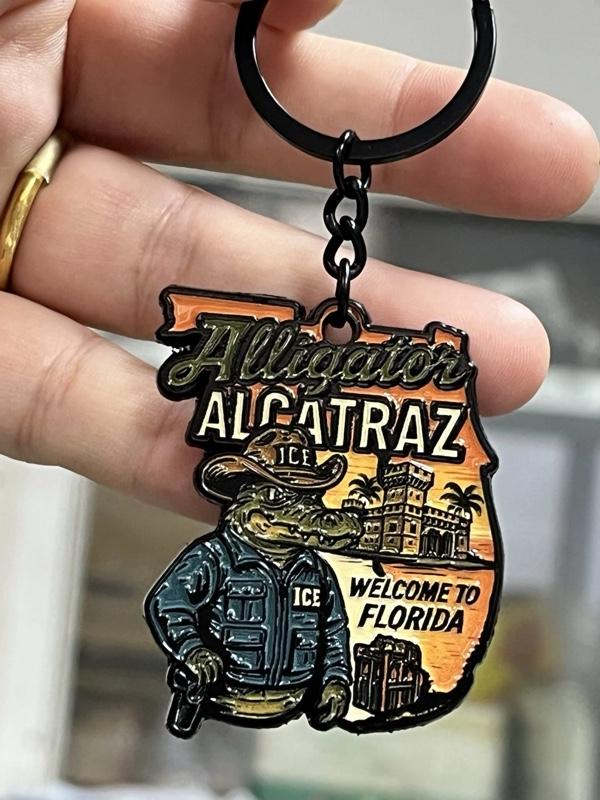 Alligator
ALCATRAZ
ICE
ICE
WELCOME TO
FLORIDA